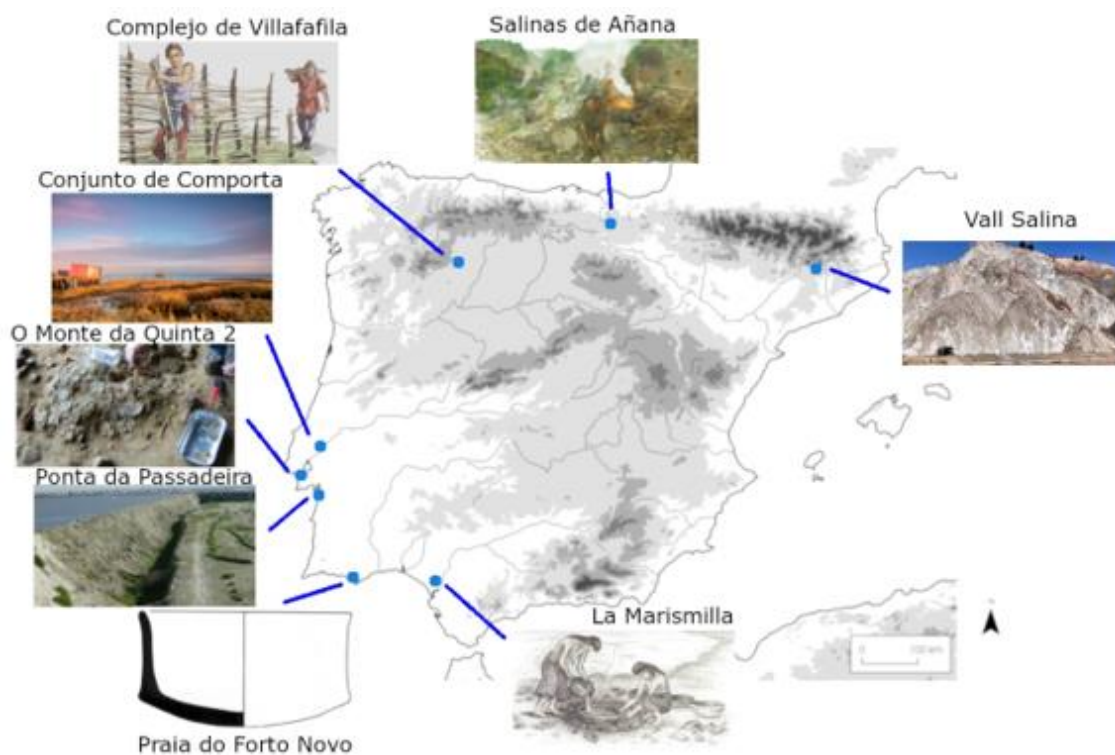 Complejo de Villafafila
Salinas de Añana
Conjunto de Comporta
Vall Salina
O Monte da Quinta 2
Ponta da Passadeira
La Marismilla
0
Praia do Forto Novo